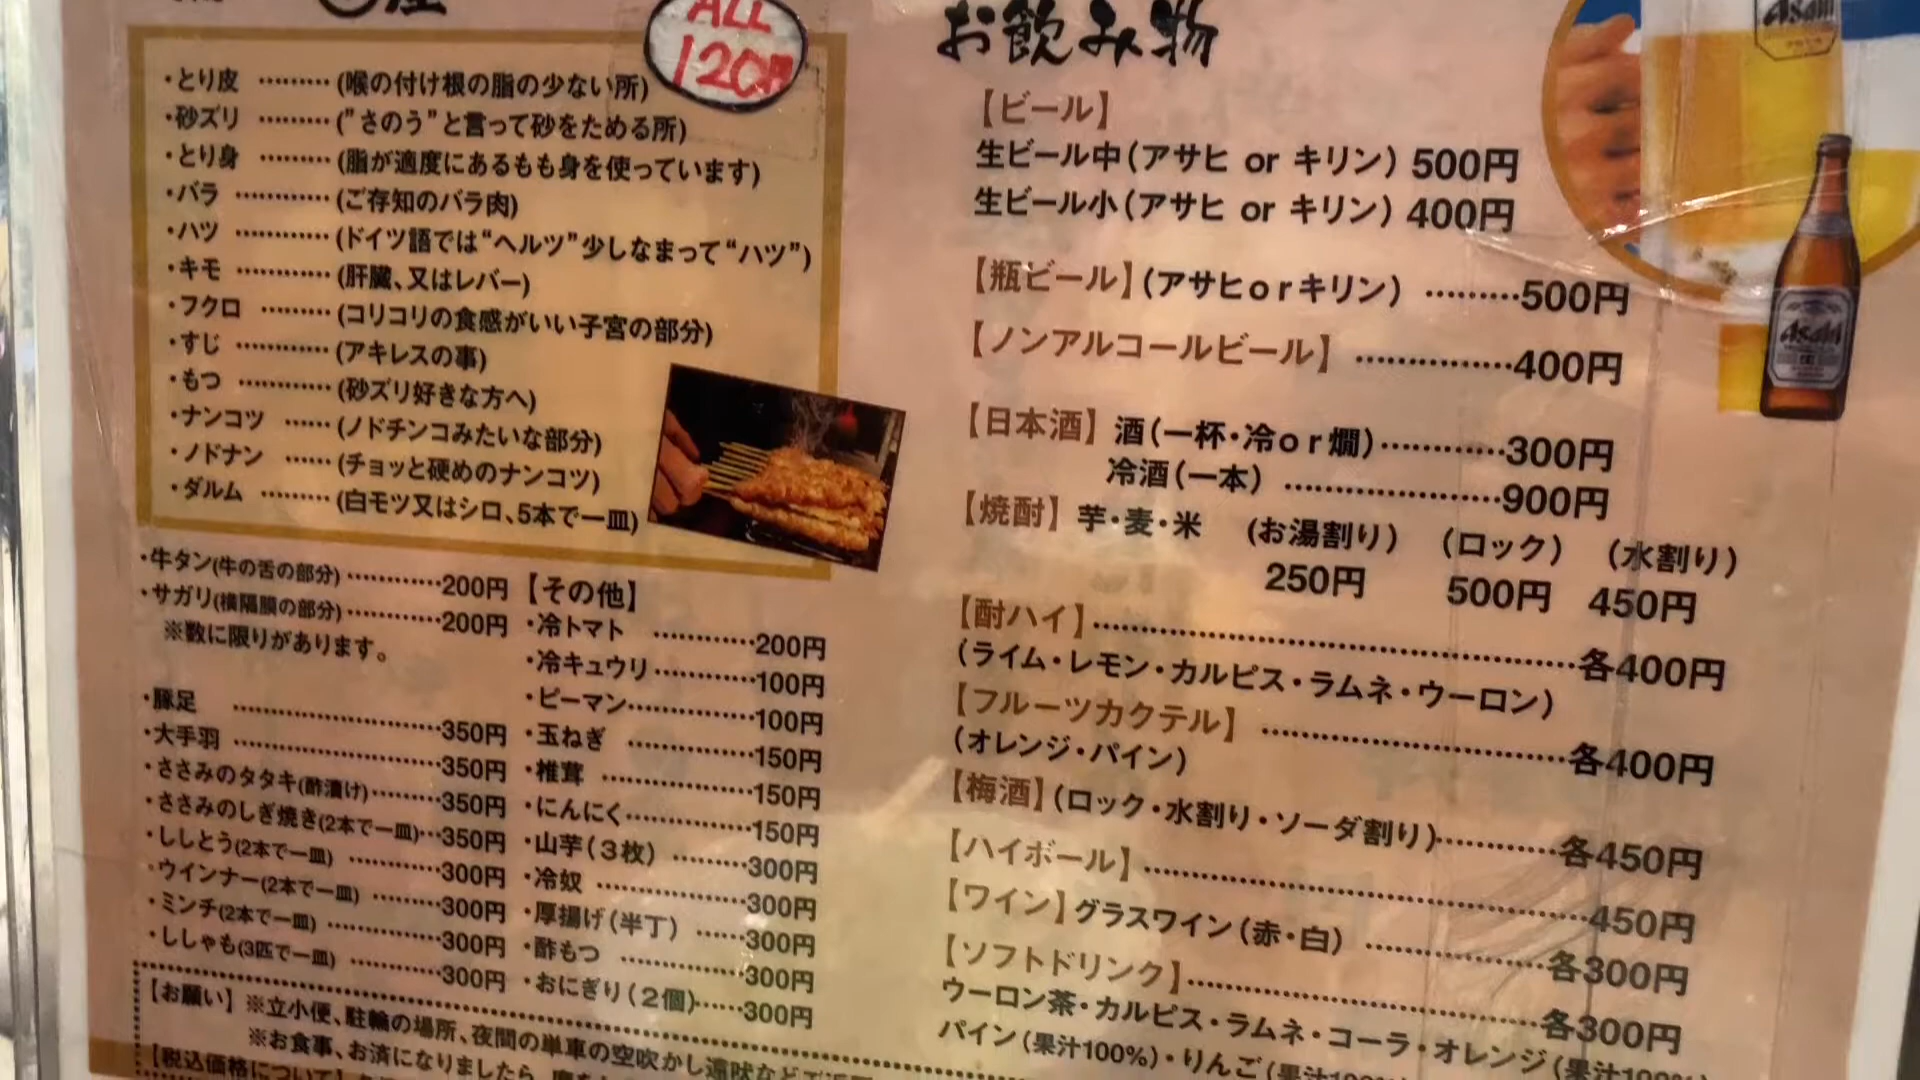 ALL
120円
・とり皮 ………(喉の付け根の脂の少ない所)
・砂ズリ ………("さのう"と言って砂をためる所)
・とり身 ………(脂が適度にあるもも身を使っています)
・バラ …………(ご存知のバラ肉)
・ハツ …………(ドイツ語では"ヘルツ"少しなまって"ハツ")
・キモ …………(肝臓、又はレバー)
・フクロ ………(コリコリの食感がいい子宮の部分)
・すじ …………(アキレスの事)
・もつ …………(砂ズリ好きな方へ)
・ナンコツ ……(ノドチンコみたいな部分)
・ノドナン ……(チョッと硬めのナンコツ)
・ダルム ………(白モツ又はシロ、5本で一皿)
・牛タン(牛の舌の部分)…………200円
・サガリ(横隔膜の部分)…………200円
※数に限りがあります。
・豚足 …………350円
・大手羽 …………350円
・ささみのタタキ(酢漬け)………350円
・ささみのしぎ焼き(2本で一皿)…350円
・ししとう(2本で一皿) …………300円
・ウインナー(2本で一皿) ………300円
・ミンチ(2本で一皿) …………300円
・ししゃも(3匹で一皿) …………300円
【その他】
・冷トマト …………200円
・冷キュウリ…………100円
・ピーマン…………100円
・玉ねぎ …………150円
・椎茸 …………150円
・にんにく…………150円
・山芋(3枚) ………300円
・冷奴 …………300円
・厚揚げ(半丁) ……300円
・酢もつ …………300円
・おにぎり(2個)……300円
【お願い】※立小便、駐輪の場所、夜間の単車の空吹かし遠吠など
※お食事、お済になりましたら、
【税込価格について】
お飲み物
【ビール】
生ビール中(アサヒ or キリン) 500円
生ビール小(アサヒ or キリン) 400円
【瓶ビール】(アサヒorキリン) ………500円
【ノンアルコールビール】 …………400円
【日本酒】酒(一杯・冷or燗)…………300円
冷酒(一本) …………900円
【焼酎】芋・麦・米 (お湯割り) (ロック) (水割り)
250円 500円 450円
【酎ハイ】…………各400円
(ライム・レモン・カルピス・ラムネ・ウーロン)
【フルーツカクテル】 …………各400円
(オレンジ・パイン)
【梅酒】(ロック・水割り・ソーダ割り)…………各450円
【ハイボール】…………450円
【ワイン】グラスワイン(赤・白) …………各300円
【ソフトドリンク】…………各300円
ウーロン茶・カルピス・ラムネ・コーラ・オレンジ(果汁100%)
パイン(果汁100%)・りんご(果汁100%)
Asahi
Asahi